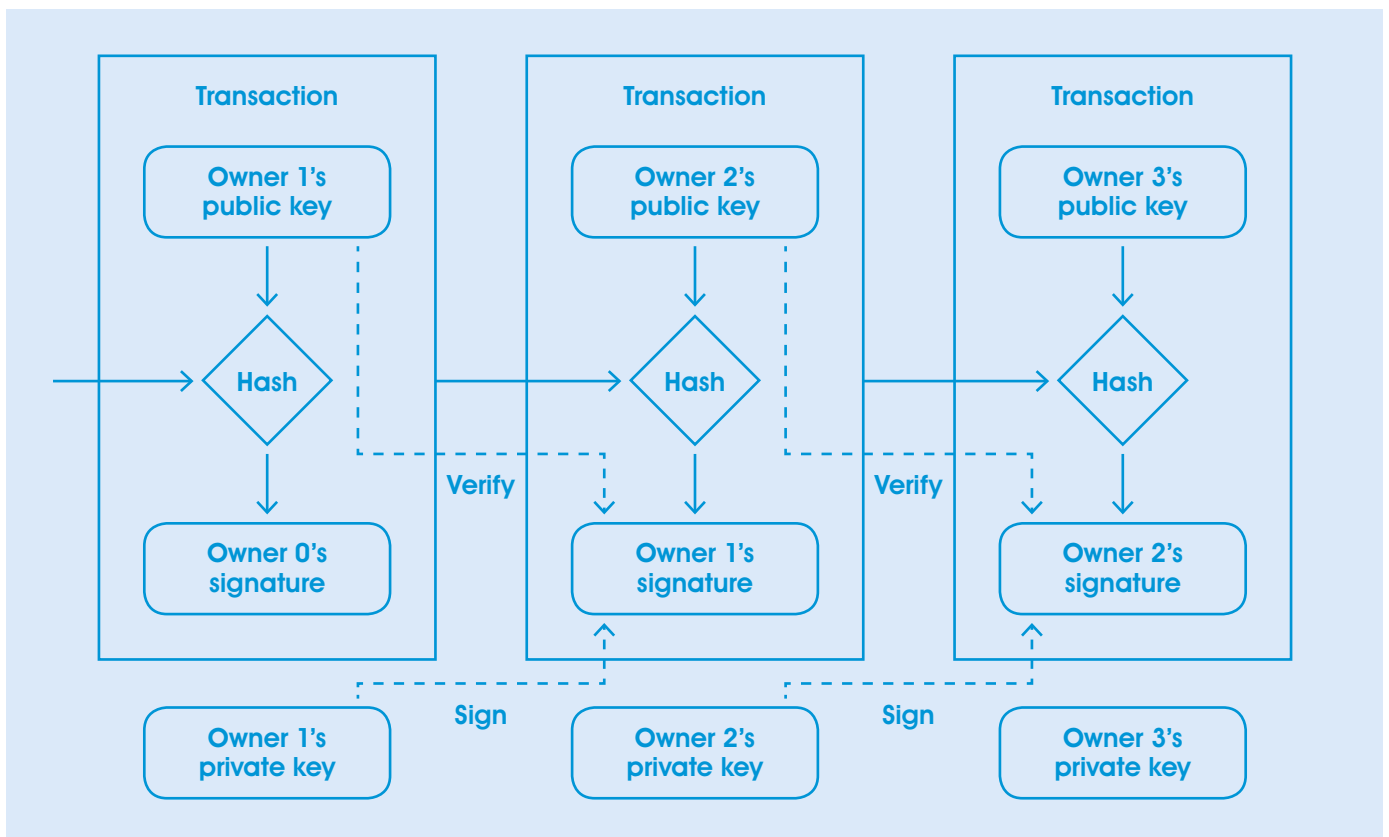 Transaction
Owner 1's
public key
Hash
Owner 0's
signature
Owner 1's
private key
Verify
Sign
Transaction
Owner 2's
public key
Hash
Owner 1's
signature
Owner 2's
private key
Verify
Sign
Transaction
Owner 3's
public key
Hash
Owner 2's
signature
Owner 3's
private key